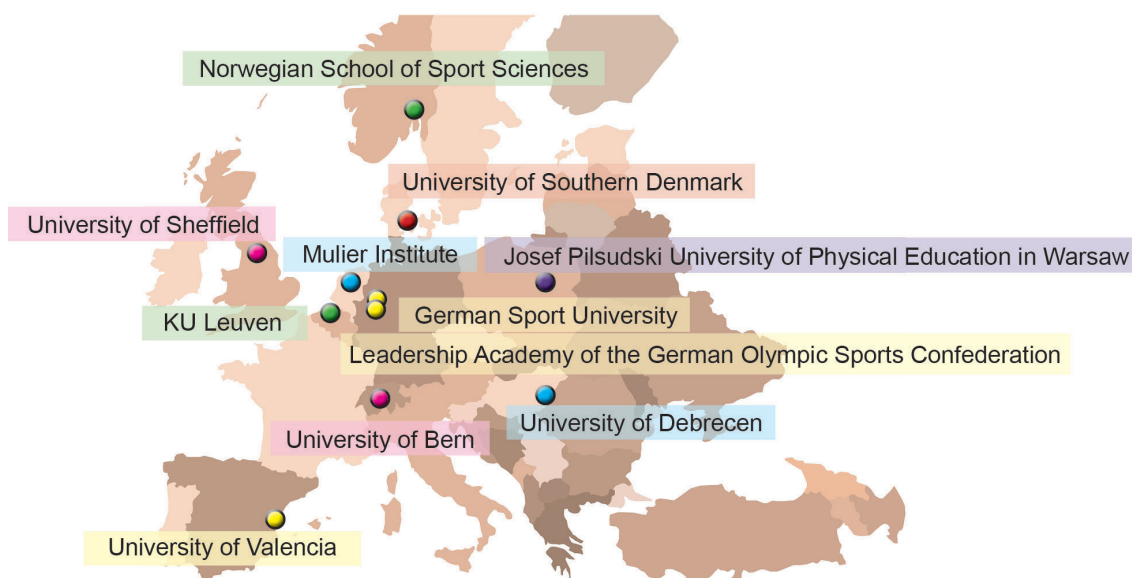 Norwegian School of Sport Sciences
University of Southern Denmark
University of Sheffield
Mulier Institute
Josef Pilsudski University of Physical Education in Warsaw
KU Leuven
German Sport University
Leadership Academy of the German Olympic Sports Confederation
University of Debrecen
University of Bern
University of Valencia